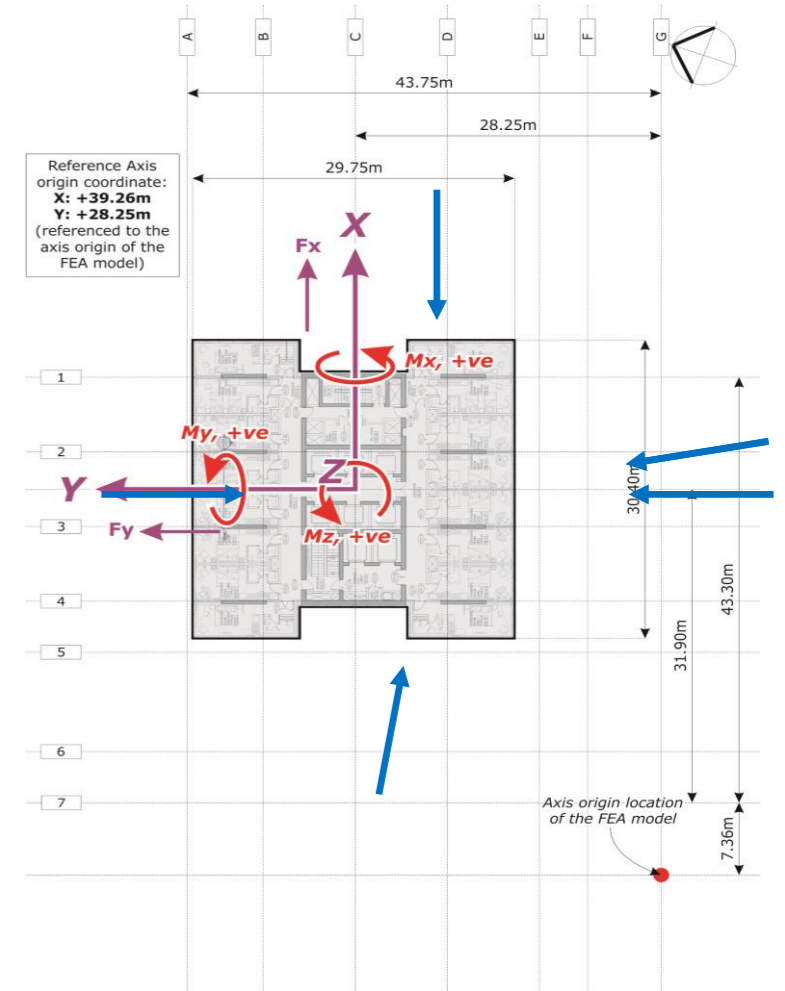 A
B
C
D
E
F
G
43.75m
28.25m
29.75m
Reference Axis
origin coordinate:
X: +39.26m
Y: +28.25m
(referenced to the
axis origin of the
FEA model)
X
Fx
Mx, +ve
1
My, +ve
2
Z
Y
30.40m
3
Fy
Mz, +ve
43.30m
4
31.90m
5
6
7
Axis origin location
of the FEA model
7.36m